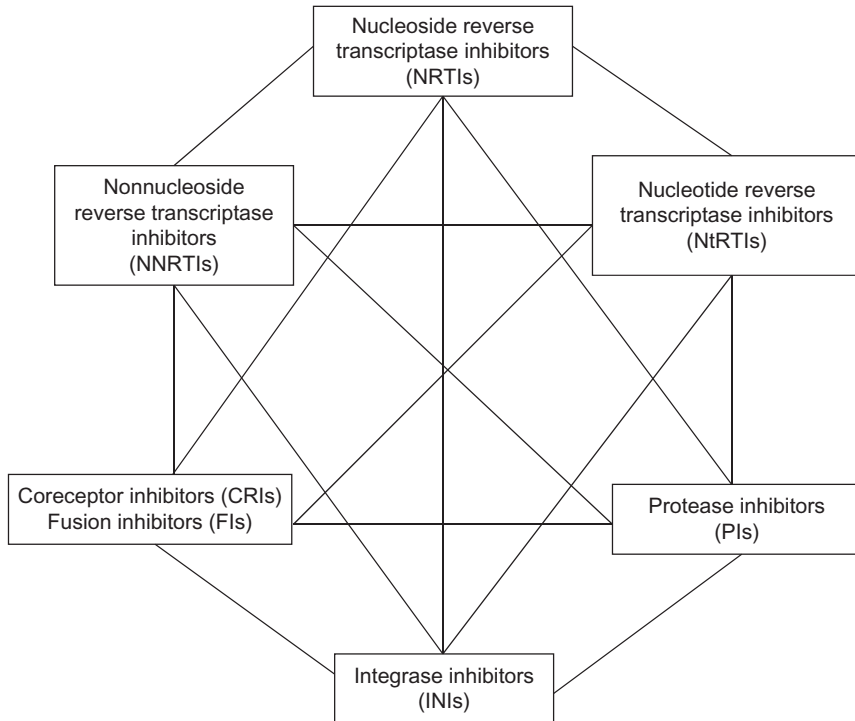 Nucleoside reverse
transcriptase inhibitors
(NRTIs)
Nonnucleoside
reverse transcriptase
inhibitors
(NNRTIs)
Nucleotide reverse
transcriptase inhibitors
(NtRTIs)
Coreceptor inhibitors (CRIs)
Fusion inhibitors (FIs)
Protease inhibitors
(PIs)
Integrase inhibitors
(INIs)